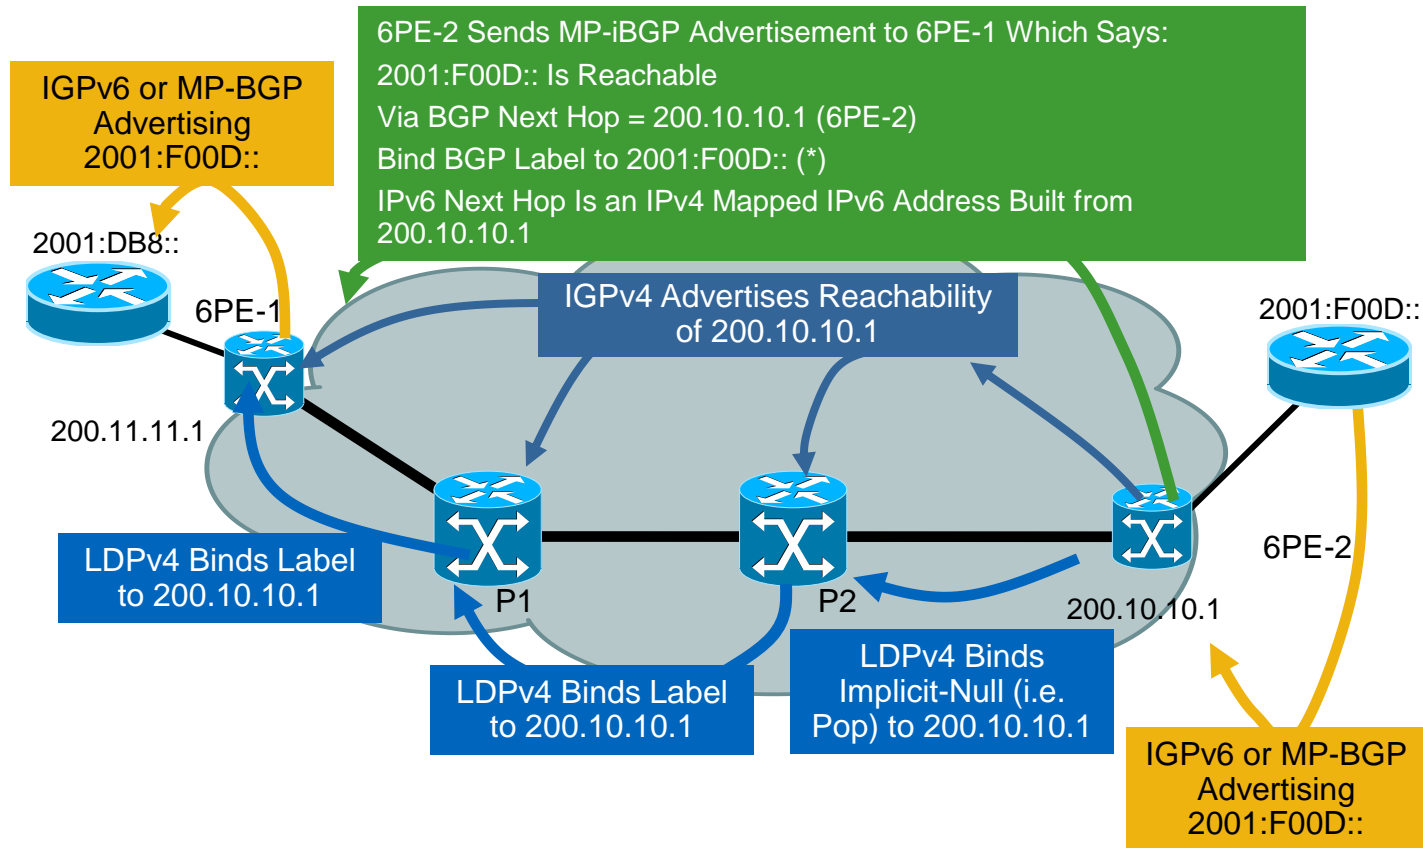 6PE-2 Sends MP-iBGP Advertisement to 6PE-1 Which Says:
2001:F00D:: Is Reachable
Via BGP Next Hop = 200.10.10.1 (6PE-2)
Bind BGP Label to 2001:F00D:: (*)
IPv6 Next Hop Is an IPv4 Mapped IPv6 Address Built from
200.10.10.1
IGPv6 or MP-BGP
Advertising
2001:F00D::
2001:DB8::
6PE-1
200.11.11.1
IGPv4 Advertises Reachability
of 200.10.10.1
2001:F00D::
6PE-2
200.10.10.1
P1
P2
LDPv4 Binds Label
to 200.10.10.1
LDPv4 Binds Label
to 200.10.10.1
LDPv4 Binds
Implicit-Null (i.e.
Pop) to 200.10.10.1
IGPv6 or MP-BGP
Advertising
2001:F00D::